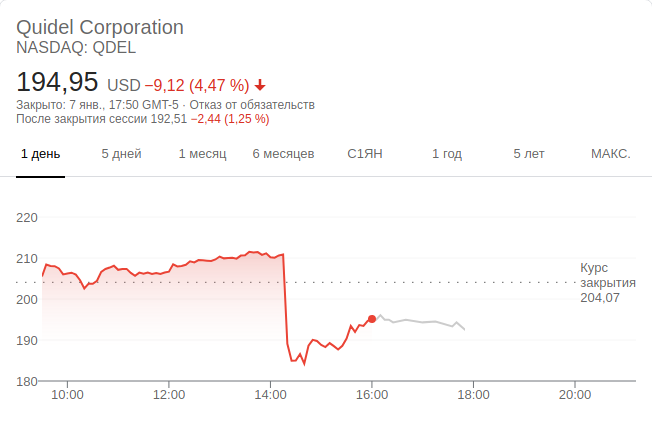 Quidel Corporation
NASDAQ: QDEL
194,95 USD −9,12 (4,47 %)
Закрыто: 7 янв., 17:50 GMT-5 · Отказ от обязательств
После закрытия сессии 192,51 −2,44 (1,25 %)
1 день 5 дней 1 месяц 6 месяцев С1ЯН 1 год 5 лет МАКС.
220
210
Курс
закрытия
204,07
200
190
180
10:00 12:00 14:00 16:00 18:00 20:00